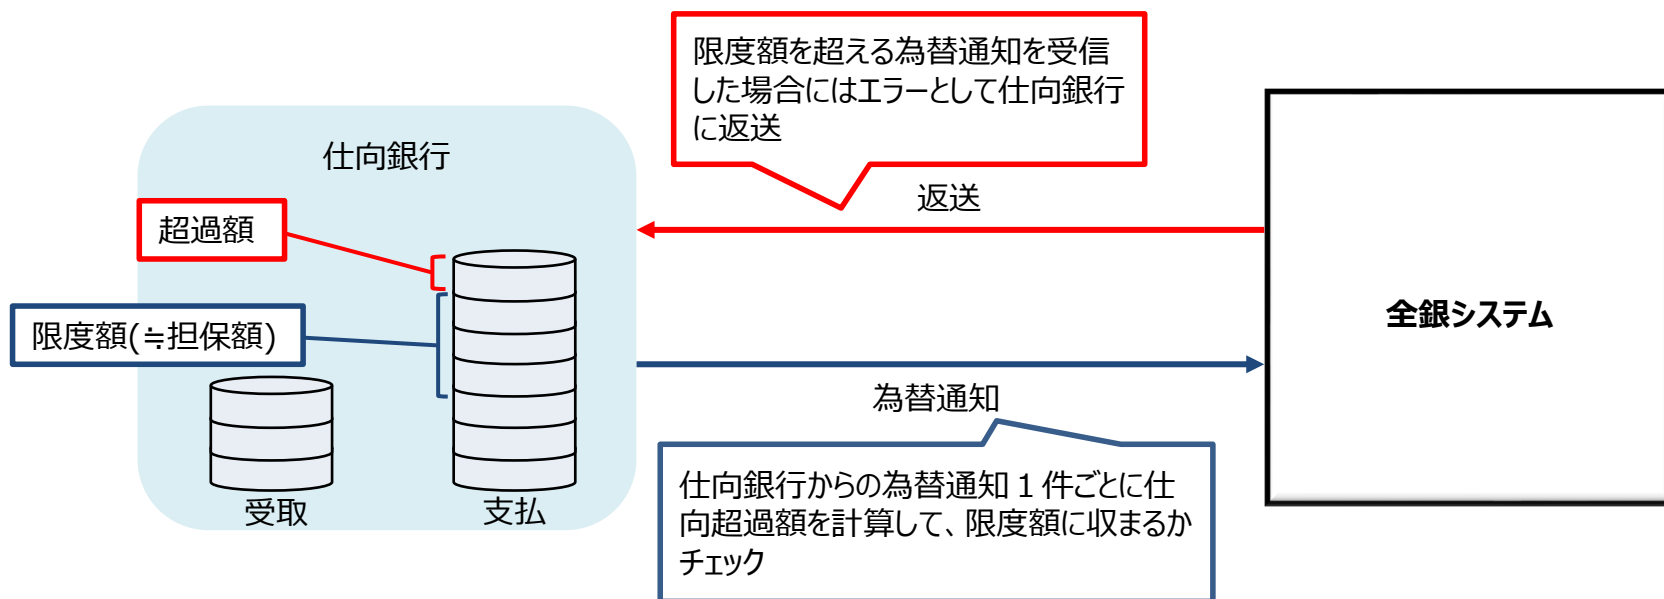 限度額を超える為替通知を受信
した場合にはエラーとして仕向銀行
に返送
仕向銀行
返送
超過額
限度額(≒担保額)
全銀システム
為替通知
仕向銀行からの為替通知１件ごとに仕
向超過額を計算して、限度額に収まるか
チェック
受取
支払